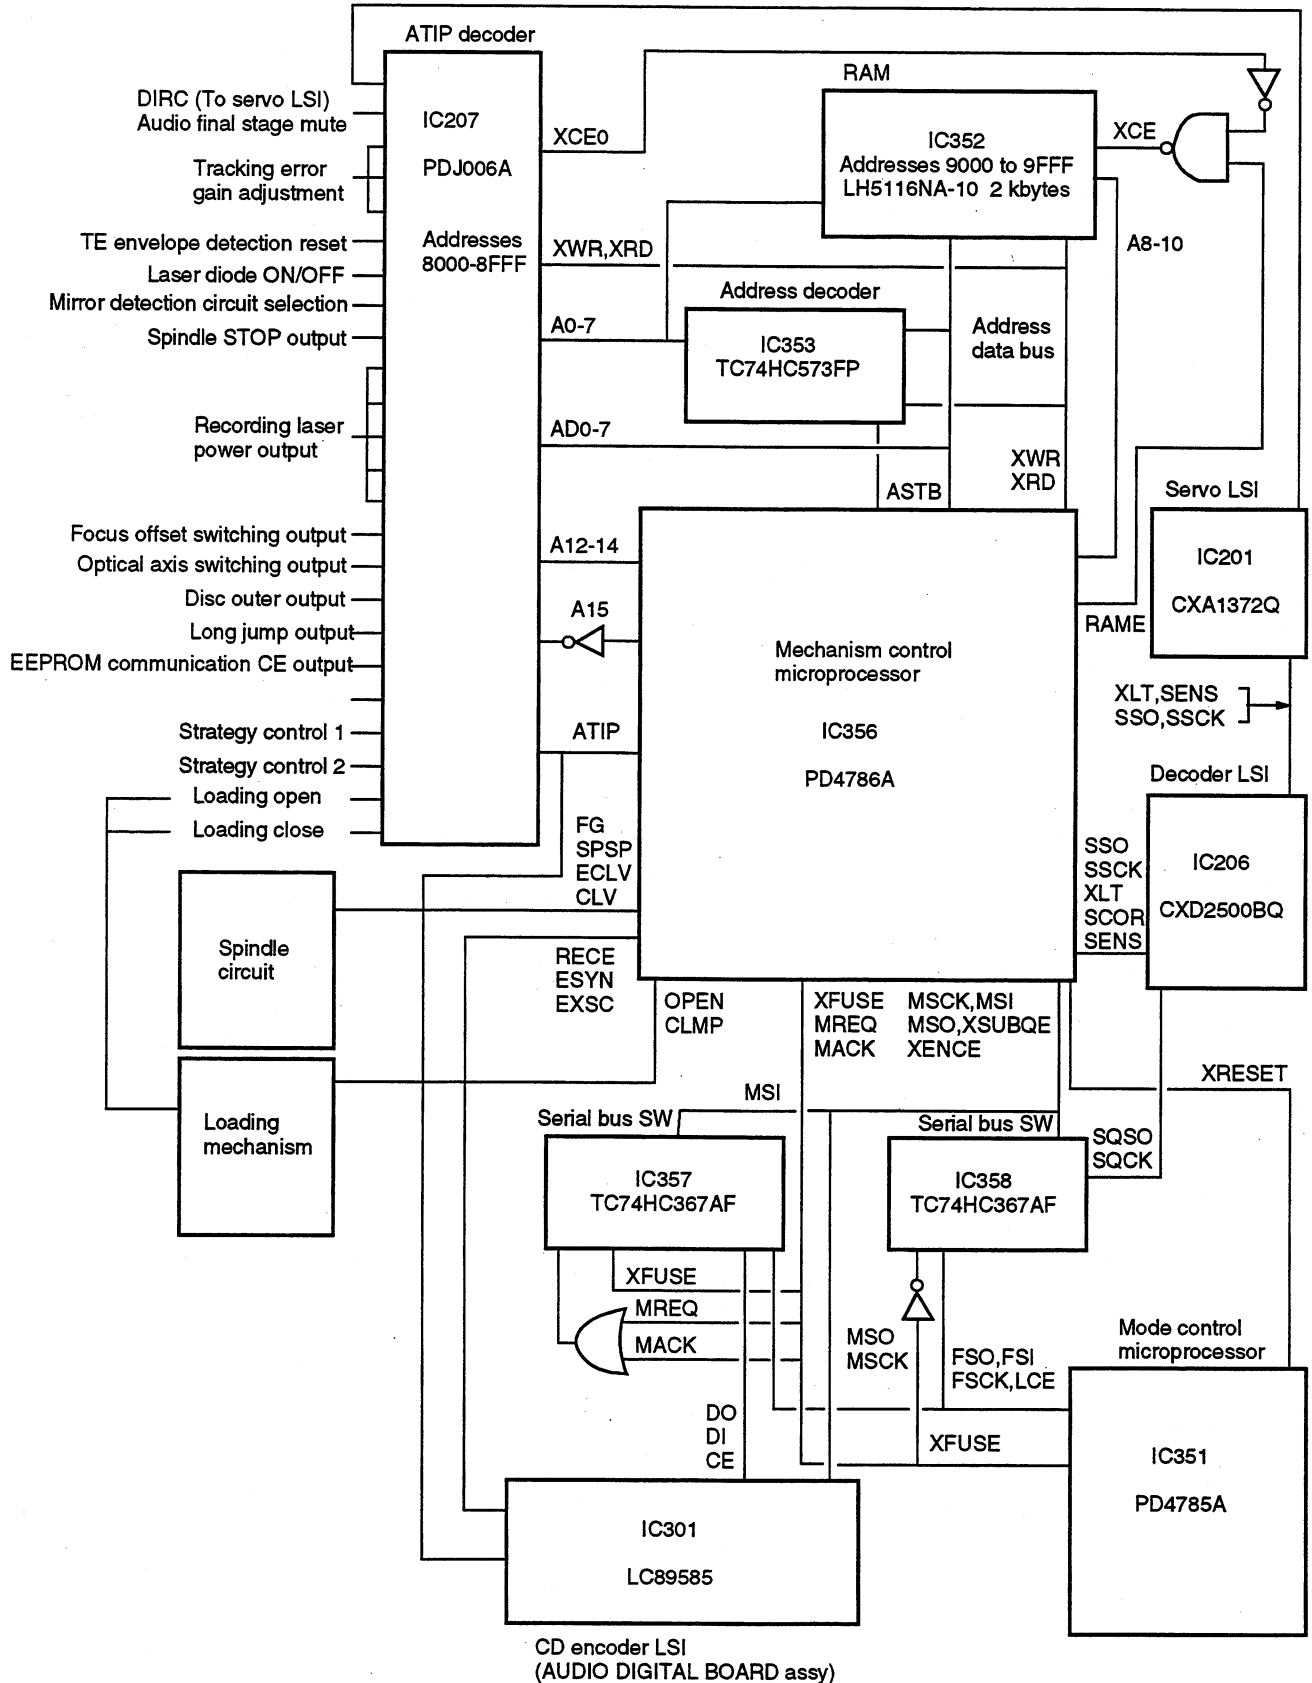 ATIP decoder
IC207
PDJ006A
Addresses
8000-8FFF
DIRC (To servo LSI)
Audio final stage mute
Tracking error
gain adjustment
TE envelope detection reset
Laser diode ON/OFF
Mirror detection circuit selection
Spindle STOP output
Recording laser
power output
Focus offset switching output
Optical axis switching output
Disc outer output
Long jump output
EEPROM communication CE output
Strategy control 1
Strategy control 2
Loading open
Loading close
XCE0
XWR,XRD
A0-7
AD0-7
A12-14
A15
ATIP
RAM
IC352
Addresses 9000 to 9FFF
LH5116NA-10 2 kbytes
XCE
A8-10
Address decoder
IC353
TC74HC573FP
Address
data bus
ASTB
XWR
XRD
Servo LSI
IC201
CXA1372Q
RAME
Mechanism control
microprocessor
IC356
PD4786A
XLT,SENS
SSO,SSCK
Decoder LSI
IC206
CXD2500BQ
SSO
SSCK
XLT
SCOR
SENS
FG
SPSP
ECLV
CLV
Spindle
circuit
RECE
ESYN
EXSC
OPEN
CLMP
XFUSE
MREQ
MACK
MSCK,MSI
MSO,XSUBQE
XENCE
XRESET
Loading
mechanism
MSI
Serial bus SW
IC357
TC74HC367AF
Serial bus SW
IC358
TC74HC367AF
SQSO
SQCK
XFUSE
MREQ
MACK
MSO
MSCK
FSO,FSI
FSCK,LCE
Mode control
microprocessor
IC351
PD4785A
DO
DI
CE
XFUSE
IC301
LC89585
CD encoder LSI
(AUDIO DIGITAL BOARD assy)